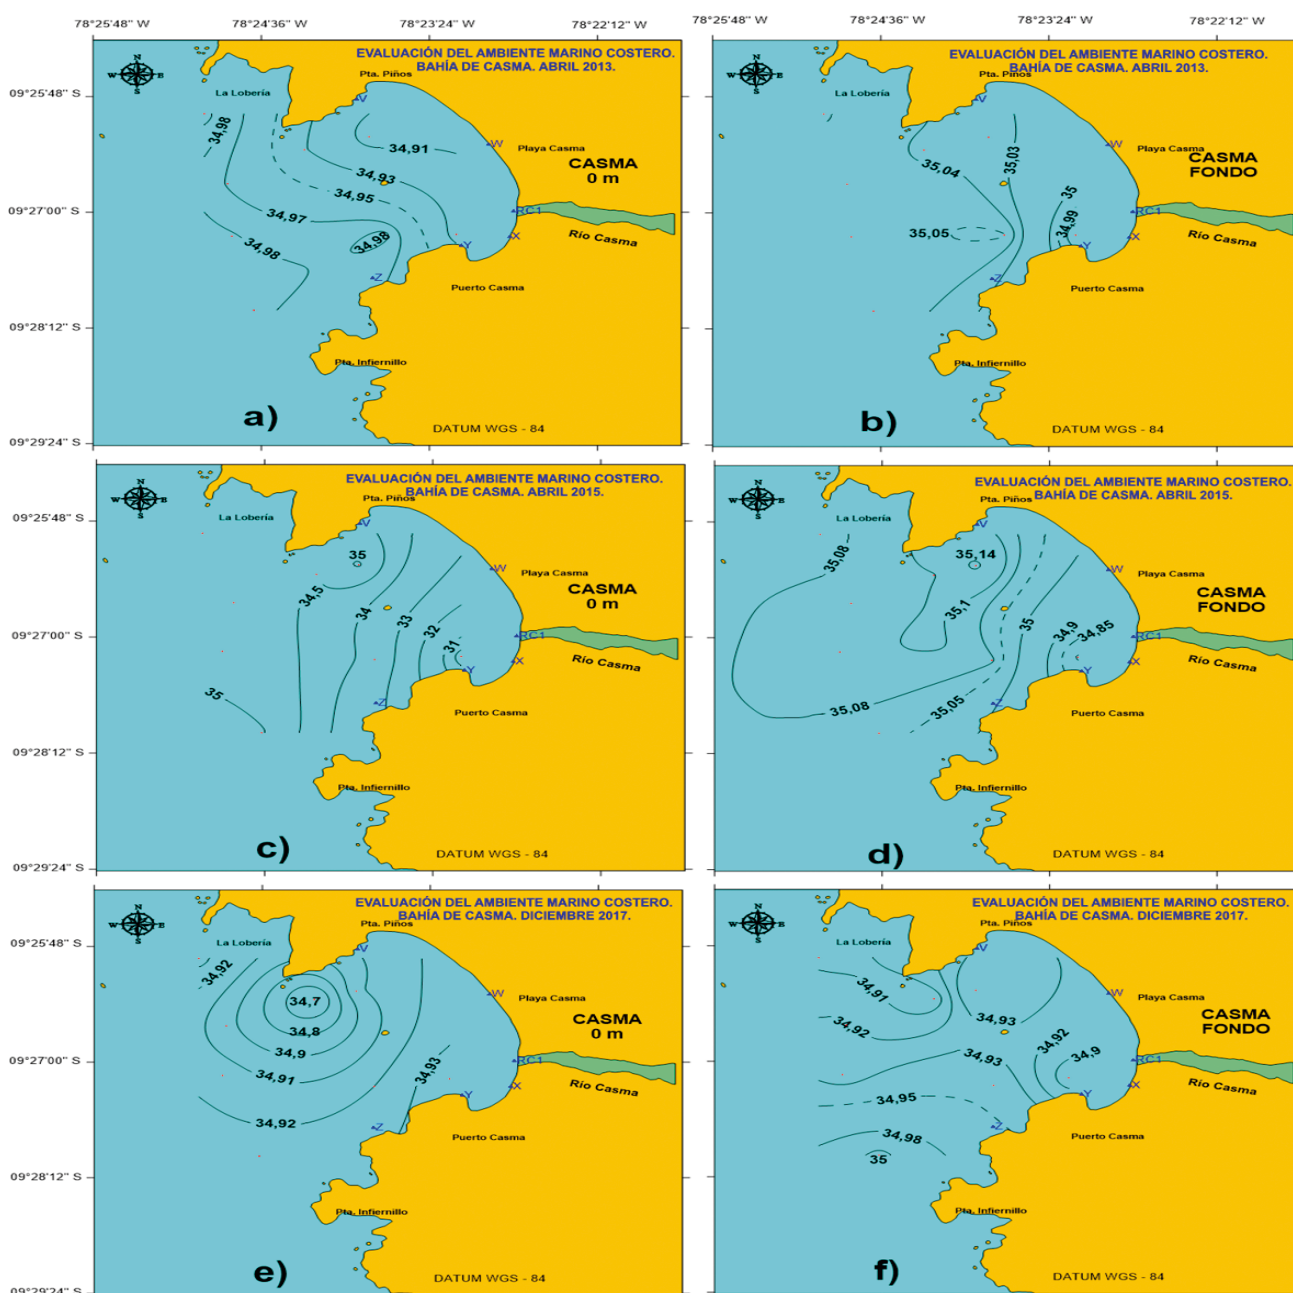 78°25'48'' W 78°24'36'' W 78°23'24'' W 78°22'12'' W
78°25'48'' W 78°24'36'' W 78°23'24'' W 78°22'12'' W
EVALUACIÓN DEL AMBIENTE MARINO COSTERO.
BAHÍA DE CASMA. ABRIL 2013.
Pta. Piños
N
W E
S
La Lobería
V
W
Playa Casma
CASMA
0 m
RC1
Río Casma
X
Y
Z
Puerto Casma
Pta. Infiernillo
34,98
34,91
34,93
34,95
34,97
34,98
34,98
09°25'48'' S
09°27'00'' S
09°28'12'' S
09°29'24'' S
a)
DATUM WGS - 84
EVALUACIÓN DEL AMBIENTE MARINO COSTERO.
BAHÍA DE CASMA. ABRIL 2013.
Pta. Piños
N
W E
S
La Lobería
V
W
Playa Casma
CASMA
FONDO
RC1
Río Casma
X
Y
Z
Puerto Casma
Pta. Infiernillo
35,04
35,03
35
34,99
35,05
b)
DATUM WGS - 84
EVALUACIÓN DEL AMBIENTE MARINO COSTERO.
BAHÍA DE CASMA. ABRIL 2015.
Pta. Piños
N
W E
S
La Lobería
V
W
Playa Casma
CASMA
0 m
RC1
Río Casma
X
Y
Z
Puerto Casma
Pta. Infiernillo
35
34,5
34
33
32
31
35
09°25'48'' S
09°27'00'' S
09°28'12'' S
09°29'24'' S
c)
DATUM WGS - 84
EVALUACIÓN DEL AMBIENTE MARINO COSTERO.
BAHÍA DE CASMA. ABRIL 2015.
Pta. Piños
N
W E
S
La Lobería
V
W
Playa Casma
CASMA
FONDO
RC1
Río Casma
X
Y
Z
Puerto Casma
Pta. Infiernillo
35,08
35,14
35,1
35
34,9
34,85
35,08
35,05
d)
DATUM WGS - 84
EVALUACIÓN DEL AMBIENTE MARINO COSTERO.
BAHÍA DE CASMA. DICIEMBRE 2017.
Pta. Piños
N
W E
S
La Lobería
V
W
Playa Casma
CASMA
0 m
RC1
Río Casma
X
Y
Z
Puerto Casma
Pta. Infiernillo
34,92
34,7
34,8
34,9
34,91
34,92
34,93
09°25'48'' S
09°27'00'' S
09°28'12'' S
09°29'24'' S
e)
DATUM WGS - 84
EVALUACIÓN DEL AMBIENTE MARINO COSTERO.
BAHÍA DE CASMA. DICIEMBRE 2017.
Pta. Piños
N
W E
S
La Lobería
V
W
Playa Casma
CASMA
FONDO
RC1
Río Casma
X
Y
Z
Puerto Casma
Pta. Infiernillo
34,91
34,92
34,93
34,93
34,92
34,9
34,95
34,98
35
f)
DATUM WGS - 84